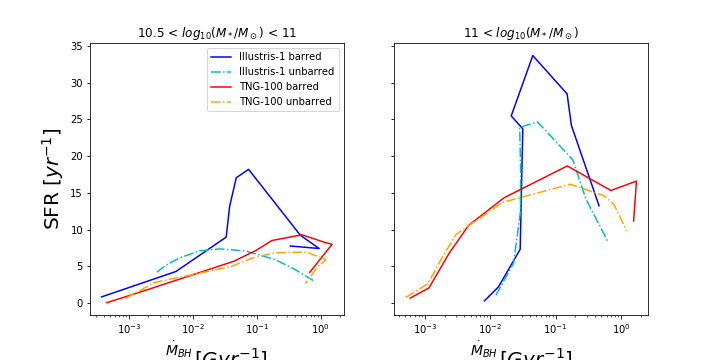 10.5 < log₁₀(M*/M⊙) < 11
11 < log₁₀(M*/M⊙)
Illustris-1 barred
Illustris-1 unbarred
TNG-100 barred
TNG-100 unbarred
SFR [yr⁻¹]
35
30
25
20
15
10
5
0
10⁻³ 10⁻² 10⁻¹ 10⁰
10⁻³ 10⁻² 10⁻¹ 10⁰
Ṁ_BH [Gyr⁻¹]
Ṁ_BH [Gyr⁻¹]